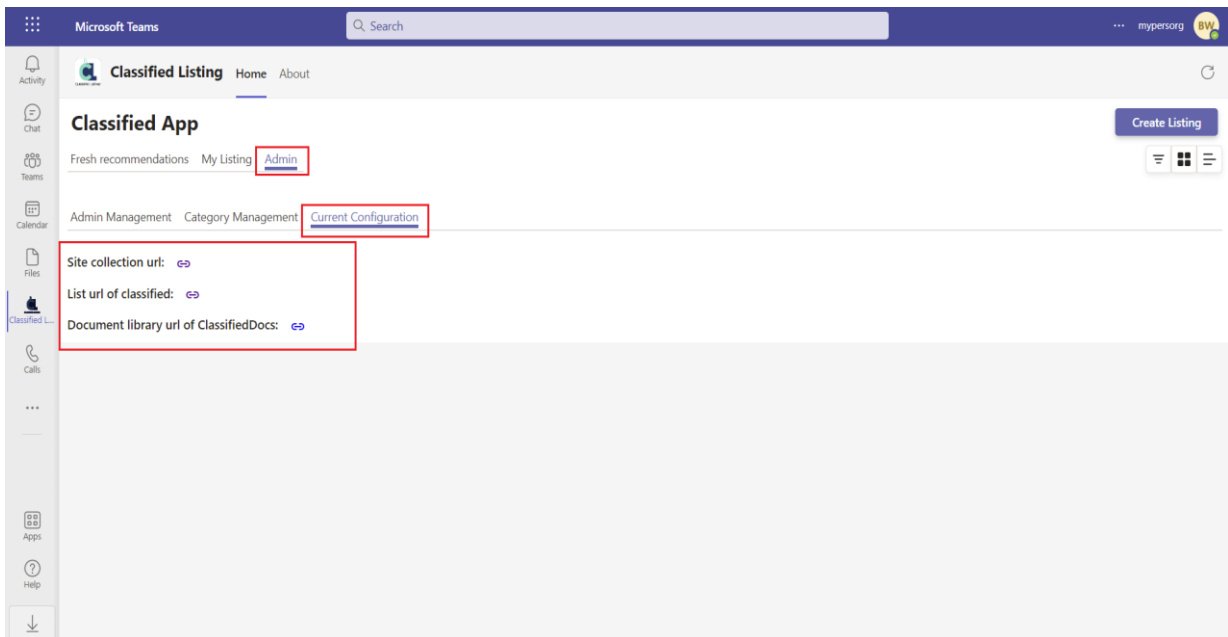 Microsoft Teams
Search
mypersorg
BW
Activity
Chat
Teams
Calendar
Files
Classified L...
Calls
Apps
Help
Classified Listing
Home
About
Classified App
Create Listing
Fresh recommendations
My Listing
Admin
Admin Management
Category Management
Current Configuration
Site collection url:
List url of classified:
Document library url of ClassifiedDocs: